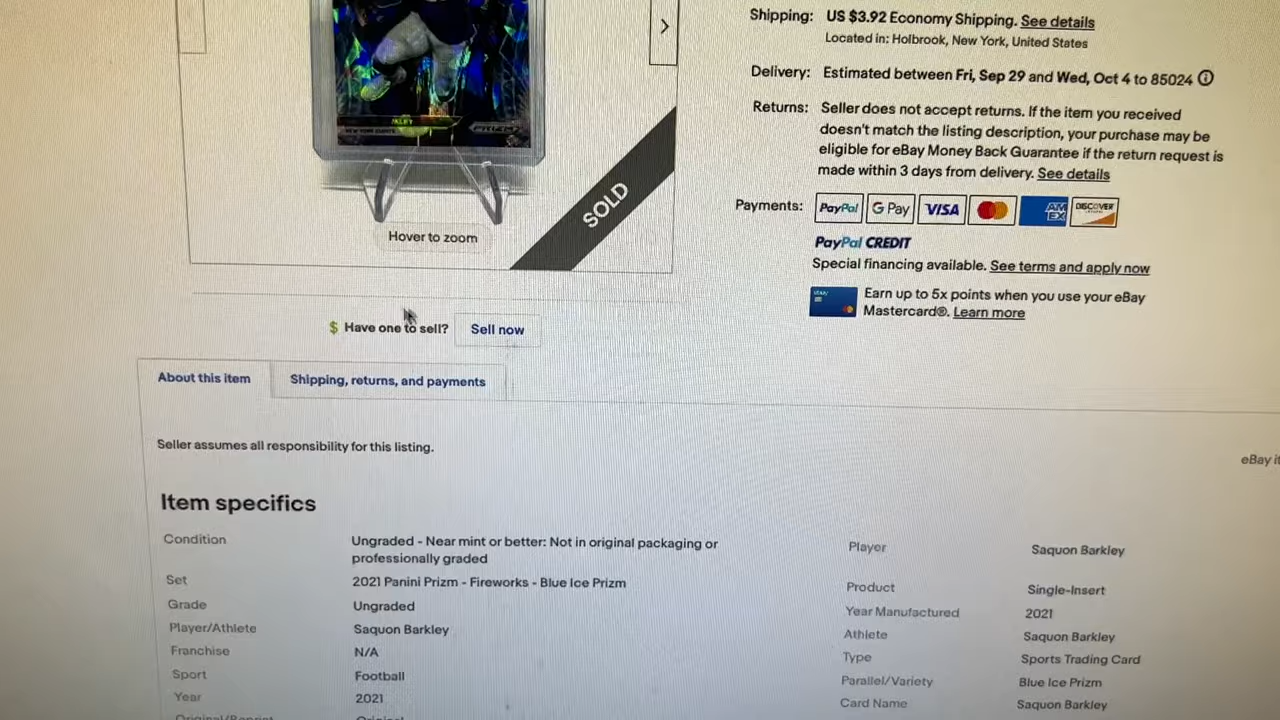 Shipping: US $3.92 Economy Shipping. See details
Located in: Holbrook, New York, United States
Delivery: Estimated between Fri, Sep 29 and Wed, Oct 4 to 85024
Returns: Seller does not accept returns. If the item you received
doesn't match the listing description, your purchase may be
eligible for eBay Money Back Guarantee if the return request is
made within 3 days from delivery. See details
Payments: PayPal G Pay VISA AM EX DISCOVER
PayPal CREDIT
Special financing available. See terms and apply now
Earn up to 5x points when you use your eBay
Mastercard®. Learn more
PRIZM
SOLD
Hover to zoom
$ Have one to sell? Sell now
About this item
Shipping, returns, and payments
Seller assumes all responsibility for this listing.
eBay it
Item specifics
Condition Ungraded - Near mint or better: Not in original packaging or
professionally graded
Set 2021 Panini Prizm - Fireworks - Blue Ice Prizm
Grade Ungraded
Player/Athlete Saquon Barkley
Franchise N/A
Sport Football
Year 2021
Original/Reprint Original
Player Saquon Barkley
Product Single-Insert
Year Manufactured 2021
Athlete Saquon Barkley
Type Sports Trading Card
Parallel/Variety Blue Ice Prizm
Card Name Saquon Barkley